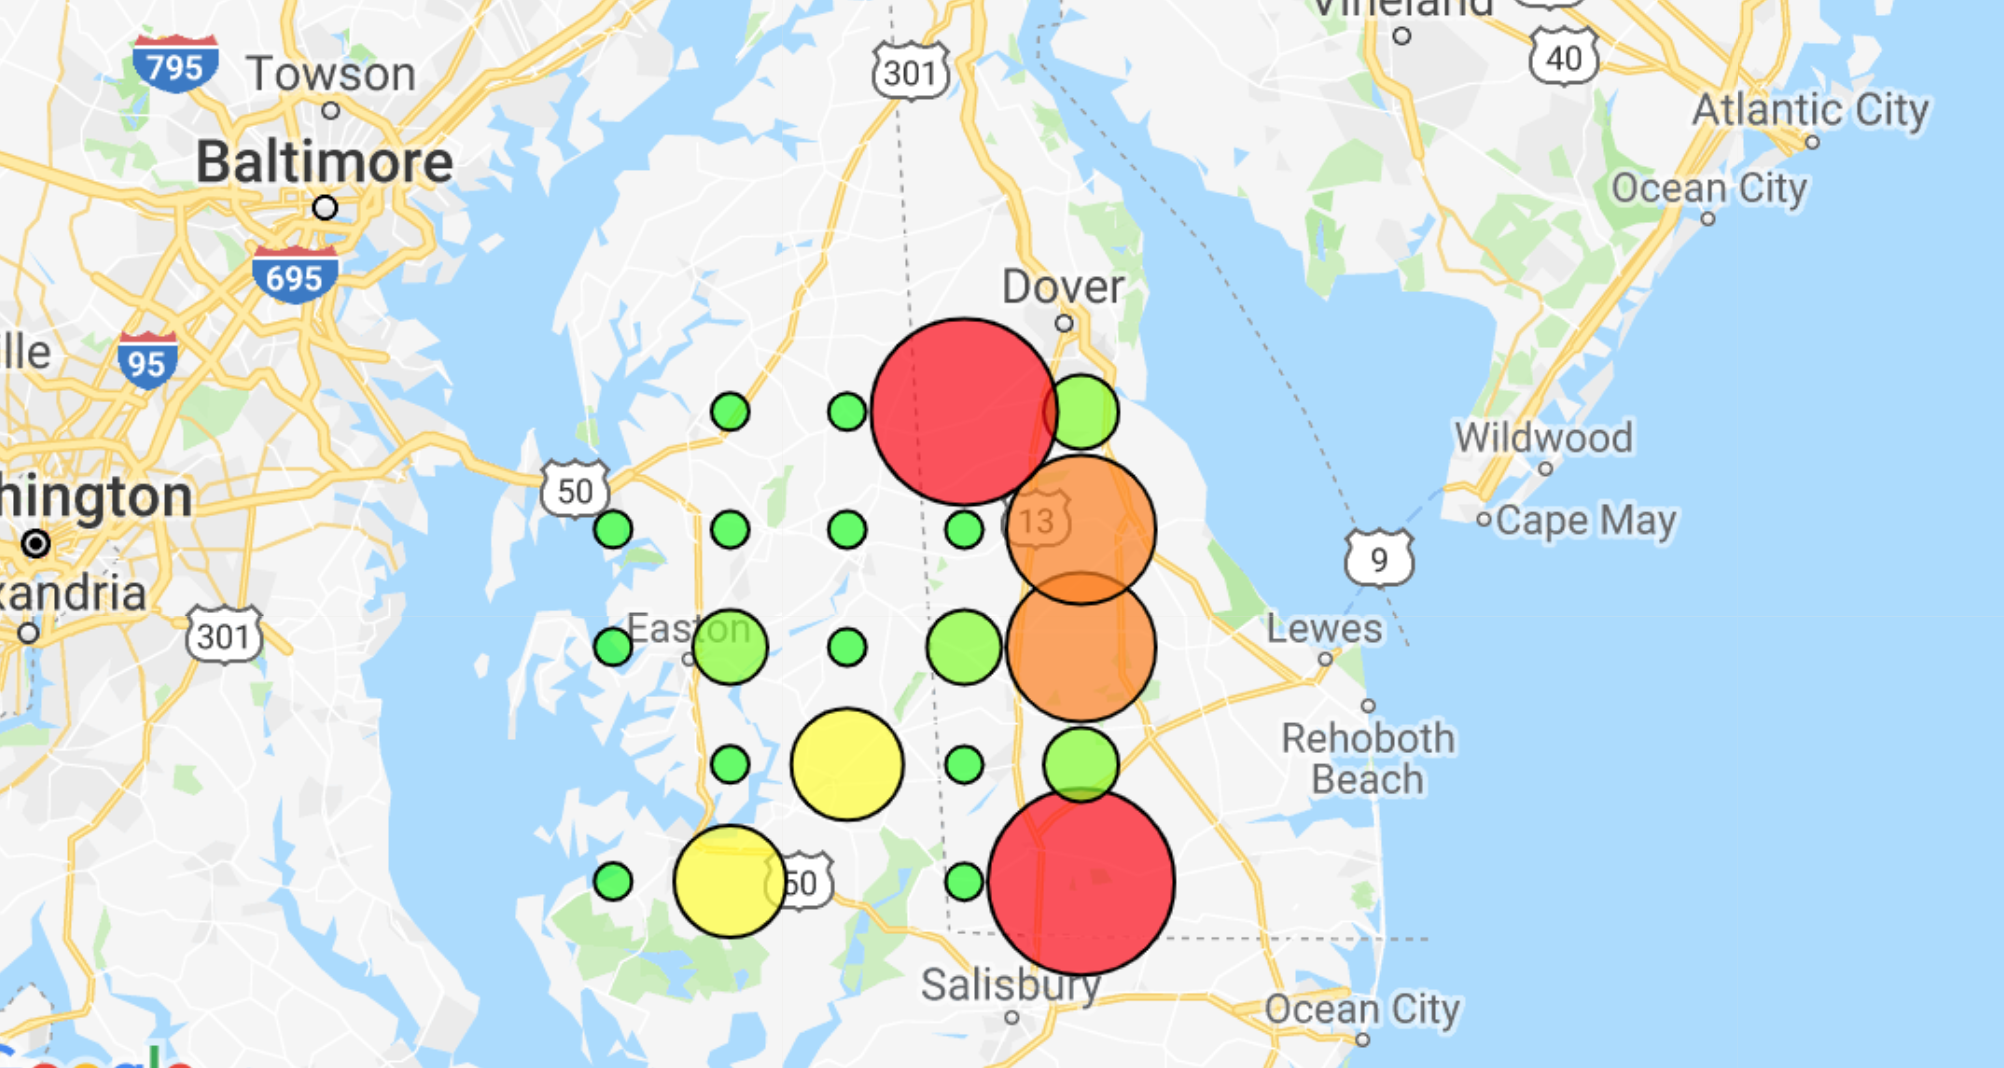 Vineland
795
Towson
301
40
Atlantic City
Baltimore
Ocean City
695
Dover
lle
95
Wildwood
hington
50
13
Cape May
9
xandria
301
Easton
Lewes
Rehoboth
Beach
50
Salisbury
Ocean City
Google